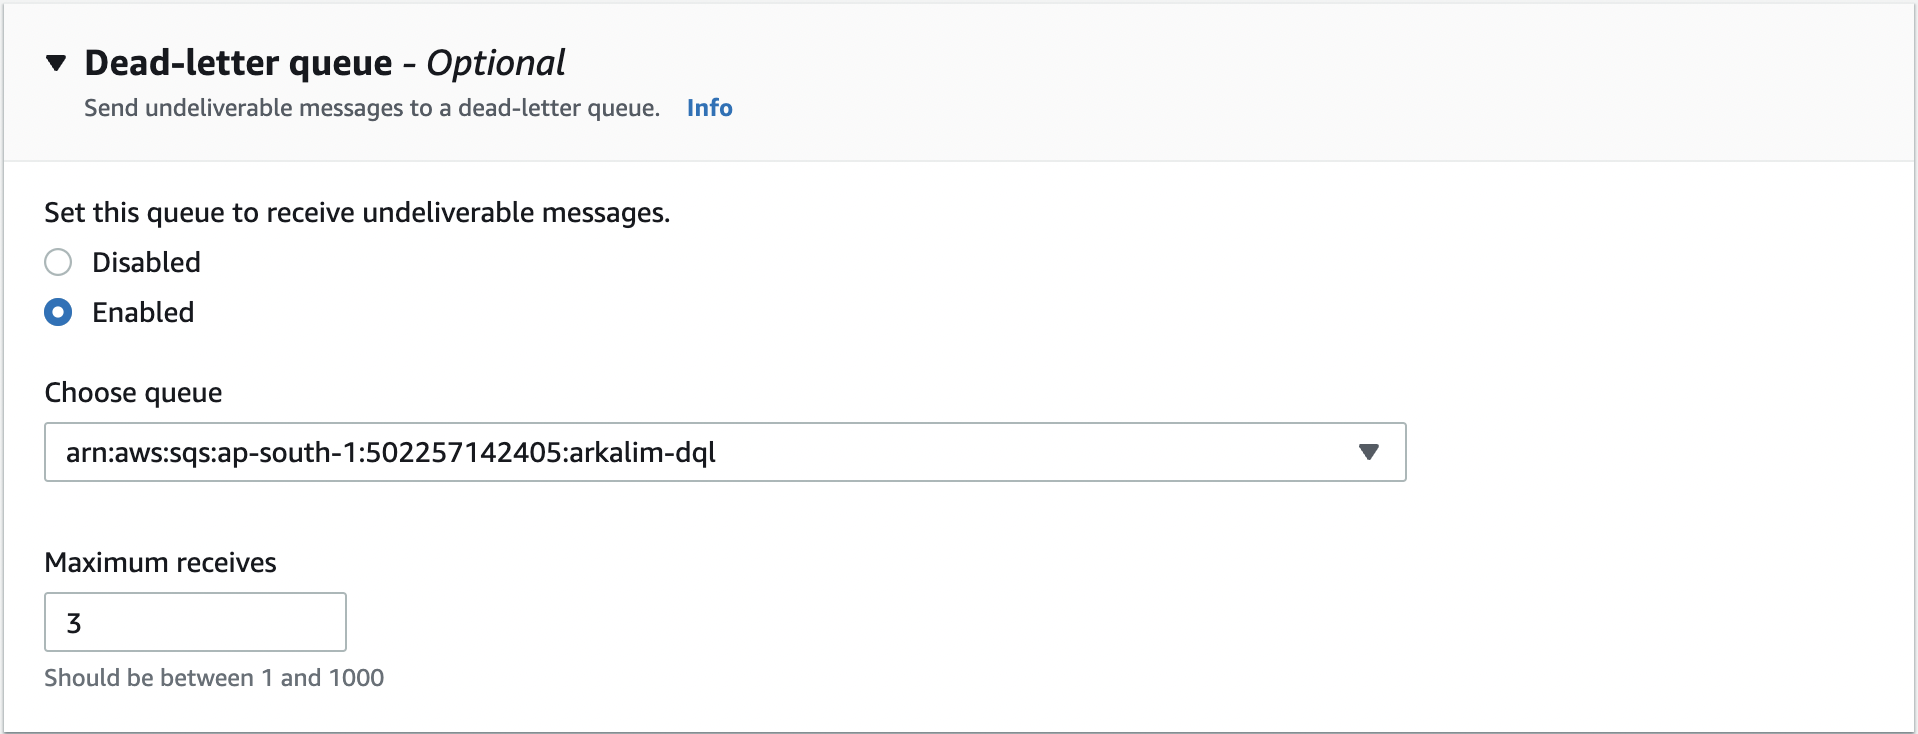 Dead-letter queue - Optional
Send undeliverable messages to a dead-letter queue. Info
Set this queue to receive undeliverable messages.
Disabled
Enabled
Choose queue
arn:aws:sqs:ap-south-1:502257142405:arkalim-dql
Maximum receives
3
Should be between 1 and 1000